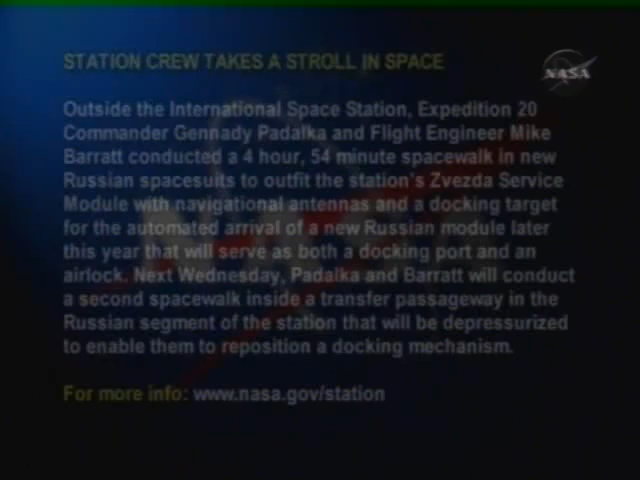 STATION CREW TAKES A STROLL IN SPACE
NASA
Outside the International Space Station, Expedition 20
Commander Gennady Padalka and Flight Engineer Mike
Barratt conducted a 4 hour, 54 minute spacewalk in new
Russian spacesuits to outfit the station's Zvezda Service
Module with navigational antennas and a docking target
for the automated arrival of a new Russian module later
this year that will serve as both a docking port and an
airlock. Next Wednesday, Padalka and Barratt will conduct
a second spacewalk inside a transfer passageway in the
Russian segment of the station that will be depressurized
to enable them to reposition a docking mechanism.
For more info: www.nasa.gov/station